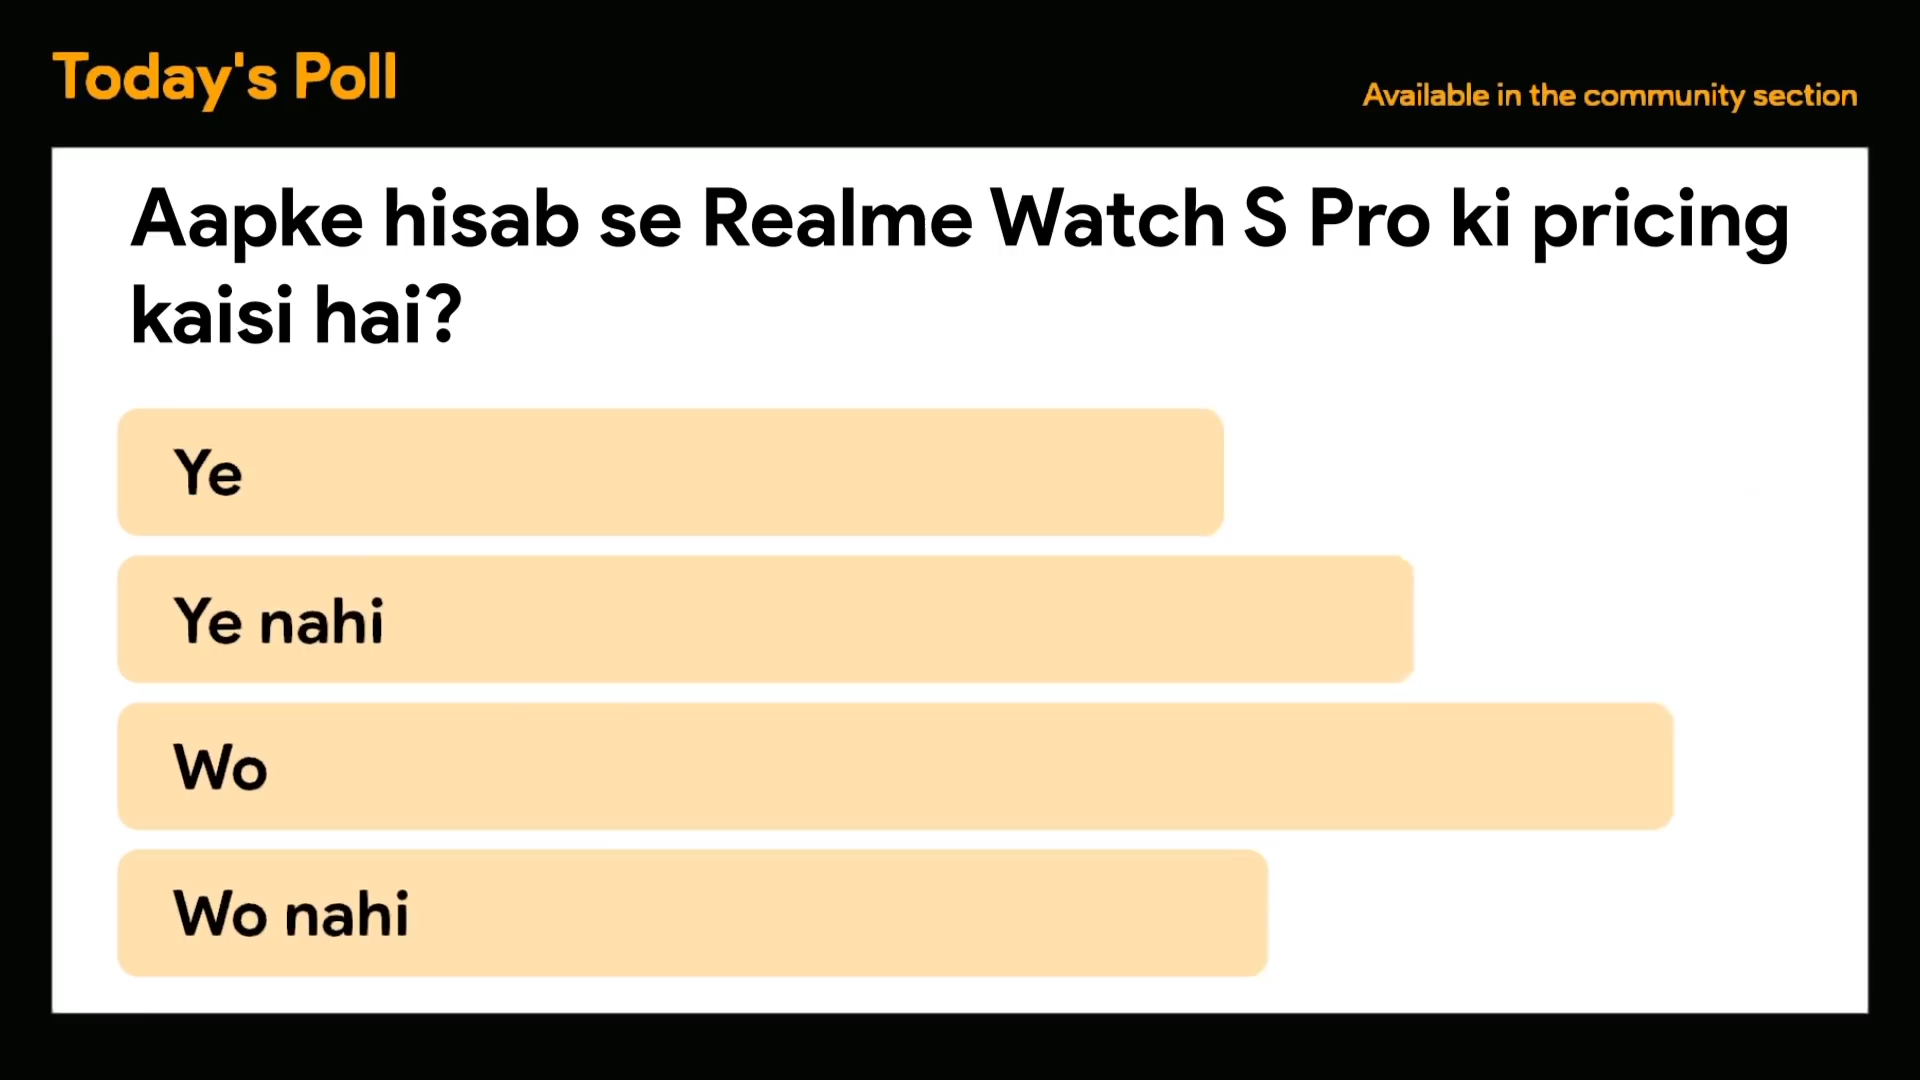 Today's Poll
Available in the community section
Aapke hisab se Realme Watch S Pro ki pricing
kaisi hai?
Ye
Ye nahi
Wo
Wo nahi